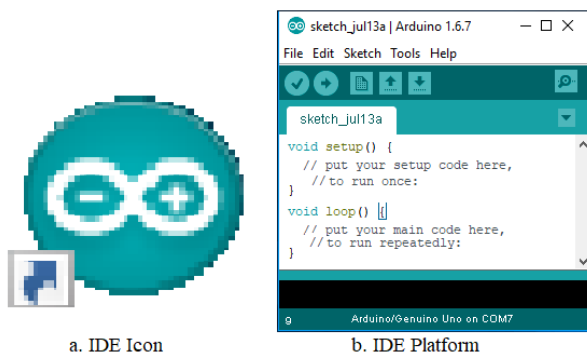 sketch_jul13a | Arduino 1.6.7
File Edit Sketch Tools Help
sketch_jul13a
void setup() {
// put your setup code here,
//to run once:
}
void loop() {
// put your main code here,
//to run repeatedly:
}
9 Arduino/Genuino Uno on COM7
a. IDE Icon
b. IDE Platform